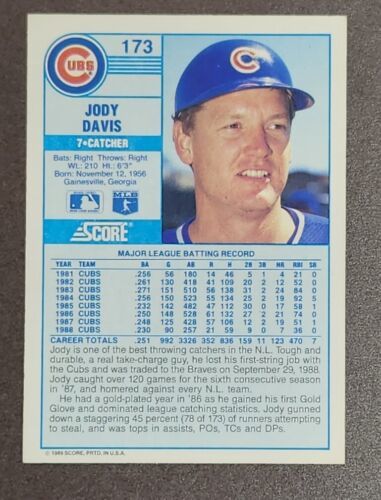 CUBS
173
C
JODY
DAVIS
7•CATCHER
Bats: Right Throws: Right
Wt.: 210 Ht.: 6'3"
Born: November 12, 1956
Gainesville, Georgia
MLB
SCORE
MAJOR LEAGUE BATTING RECORD
YEAR TEAM BA G AB R H 2B 3B HR RBI SB
1981 CUBS .256 56 180 14 46 5 1 4 21 0
1982 CUBS .261 130 418 41 109 20 2 12 52 0
1983 CUBS .271 151 510 56 138 31 2 24 84 0
1984 CUBS .256 150 523 55 134 25 2 19 94 5
1985 CUBS .232 142 482 47 112 30 0 17 58 1
1986 CUBS .250 148 528 61 132 27 2 21 74 0
1987 CUBS .248 125 428 57 106 12 2 19 51 1
1988 CUBS .230 90 257 21 59 9 0 7 36 0
CAREER TOTALS .251 992 3326 352 836 159 11 123 470 7
Jody is one of the best throwing catchers in the N.L. Tough and
durable, a real take-charge guy, he lost his first-string job with
the Cubs and was traded to the Braves on September 29, 1988.
Jody caught over 120 games for the sixth consecutive season
in '87, and homered against every N.L. team.
He had a gold-plated year in '86 as he gained his first Gold
Glove and dominated league catching statistics. Jody gunned
down a staggering 45 percent (78 of 173) of runners attempting
to steal, and was tops in assists, POs, TCs and DPs.
© 1989 SCORE, PRTD. IN U.S.A.